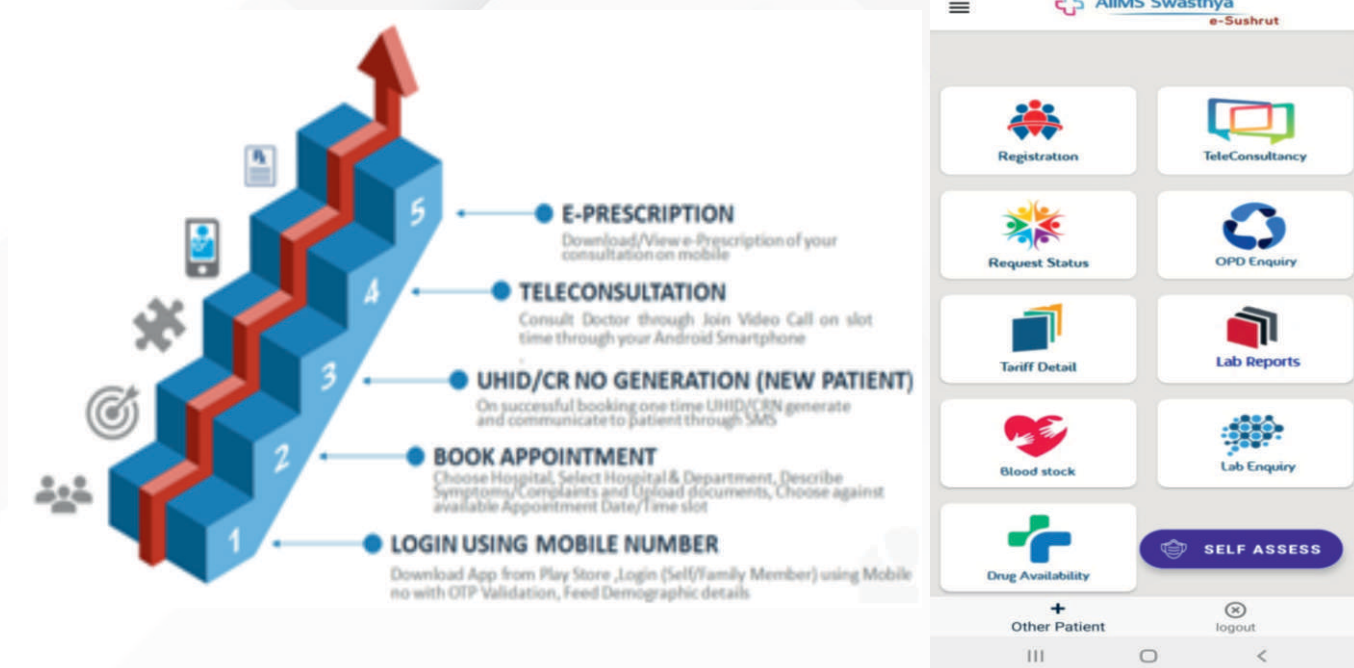 5
E-PRESCRIPTION
Download/View e-Prescription of your
consultation on mobile
4
TELECONSULTATION
Consult Doctor through Join Video Call on slot
time through your Android Smartphone
3
UHID/CR NO GENERATION (NEW PATIENT)
On successful booking one time UHID/CRN generate
and communicate to patient through SMS
2
BOOK APPOINTMENT
Choose Hospital, Select Hospital & Department, Describe
Symptoms/Complaints and Upload documents, Choose against
available Appointment Date/Time slot
1
LOGIN USING MOBILE NUMBER
Download App from Play Store ,Login (Self/Family Member) using Mobile
no with OTP Validation, Feed Demographic details
AIIMS Swasthya
e-Sushrut
Registration
TeleConsultancy
Request Status
OPD Enquiry
Tariff Detail
Lab Reports
Blood stock
Lab Enquiry
Drug Availability
SELF ASSESS
Other Patient
logout